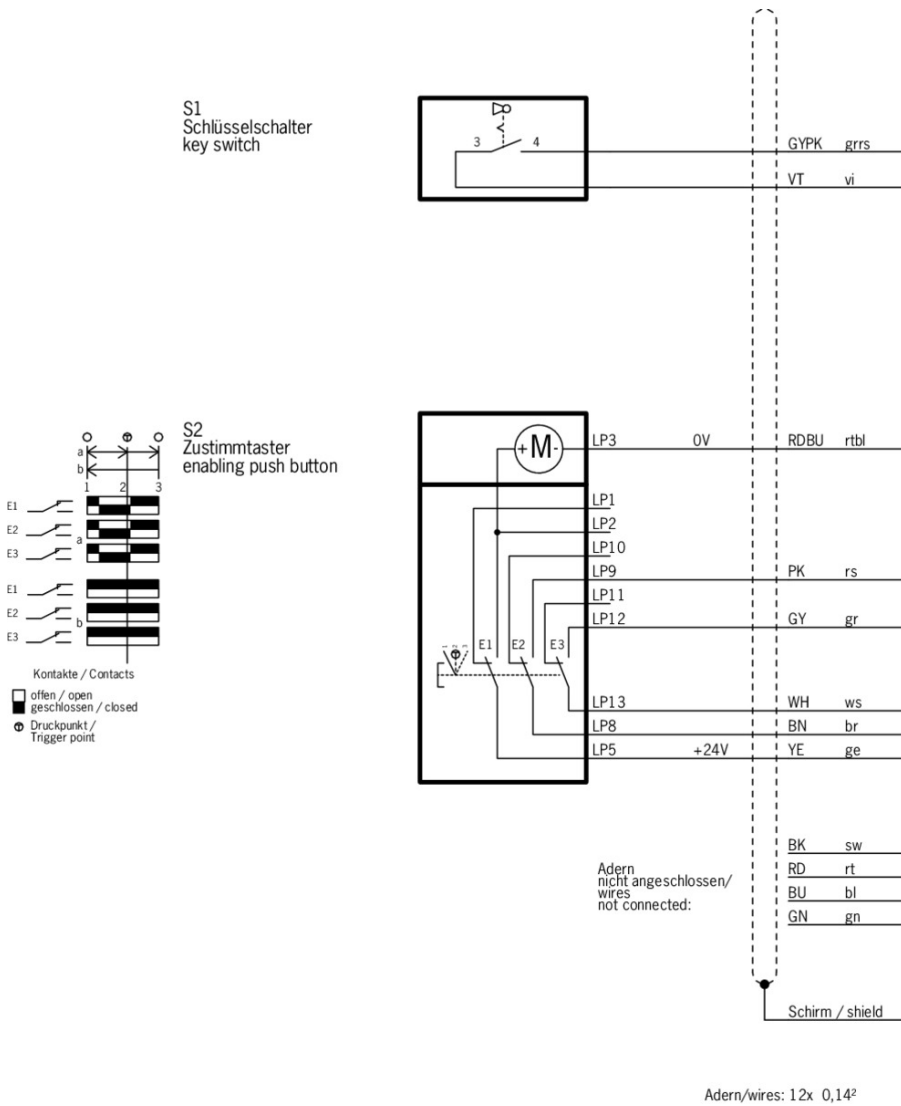 S1
Schlüsselschalter
key switch
3 4
GYPK grrs
VT vi
S2
Zustimmtaster
enabling push button
a
b
1 2 3
E1
E2
a
E3
E1
E2
b
E3
Kontakte / Contacts
offen / open
geschlossen / closed
Druckpunkt /
Trigger point
+M-
LP3 0V RDBU rtbl
LP1
LP2
LP10
LP9 PK rs
LP11
LP12 GY gr
1 2 3
E1 E2 E3
LP13 WH ws
LP8 BN br
LP5 +24V YE ge
Adern
nicht angeschlossen/
wires
not connected:
BK sw
RD rt
BU bl
GN gn
Schirm / shield
Adern/wires: 12x 0,14²